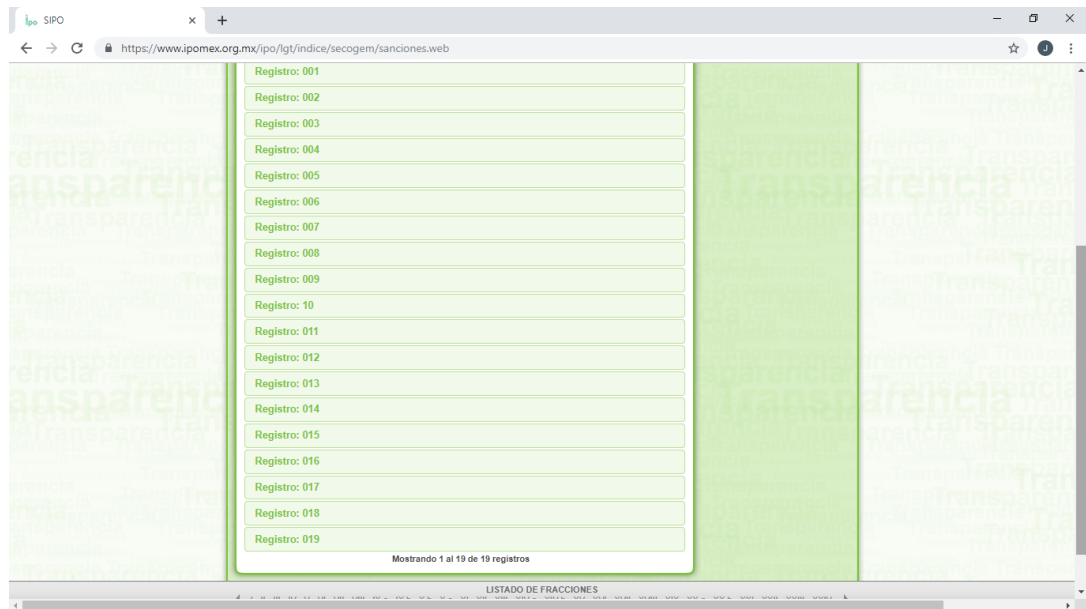 ipo SIPO
https://www.ipomex.org.mx/ipo/lgt/indice/secogem/sanciones.web
J
Registro: 001
Registro: 002
Registro: 003
Registro: 004
Registro: 005
Registro: 006
Registro: 007
Registro: 008
Registro: 009
Registro: 10
Registro: 011
Registro: 012
Registro: 013
Registro: 014
Registro: 015
Registro: 016
Registro: 017
Registro: 018
Registro: 019
Mostrando 1 al 19 de 19 registros
LISTADO DE FRACCIONES